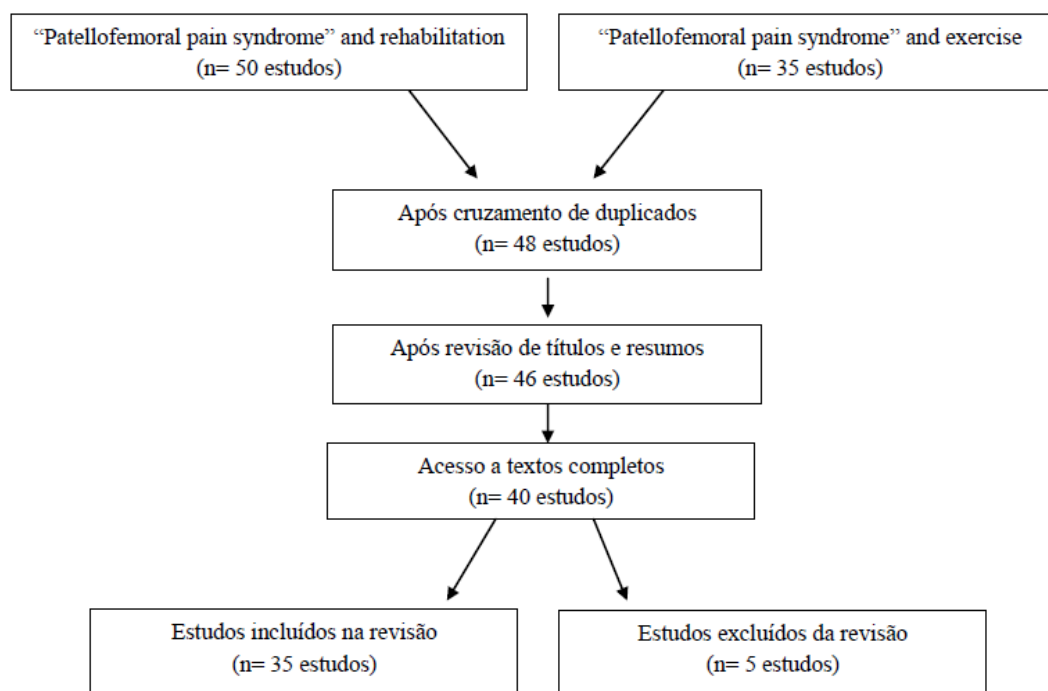 “Patellofemoral pain syndrome” and rehabilitation
(n= 50 estudos)
“Patellofemoral pain syndrome” and exercise
(n= 35 estudos)
Após cruzamento de duplicados
(n= 48 estudos)
Após revisão de títulos e resumos
(n= 46 estudos)
Acesso a textos completos
(n= 40 estudos)
Estudos incluídos na revisão
(n= 35 estudos)
Estudos excluídos da revisão
(n= 5 estudos)